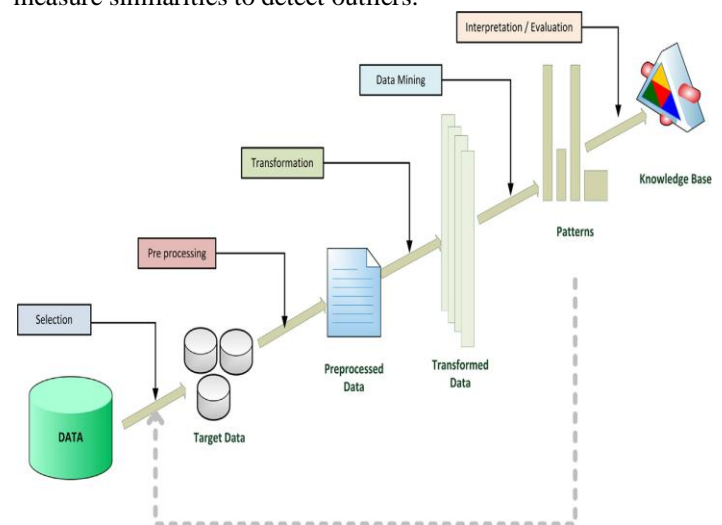 measure similarities to detect outliers.
Interpretation / Evaluation
Data Mining
Knowledge Base
Transformation
Patterns
Pre processing
Preprocessed
Data
Transformed
Data
Selection
Target Data
DATA